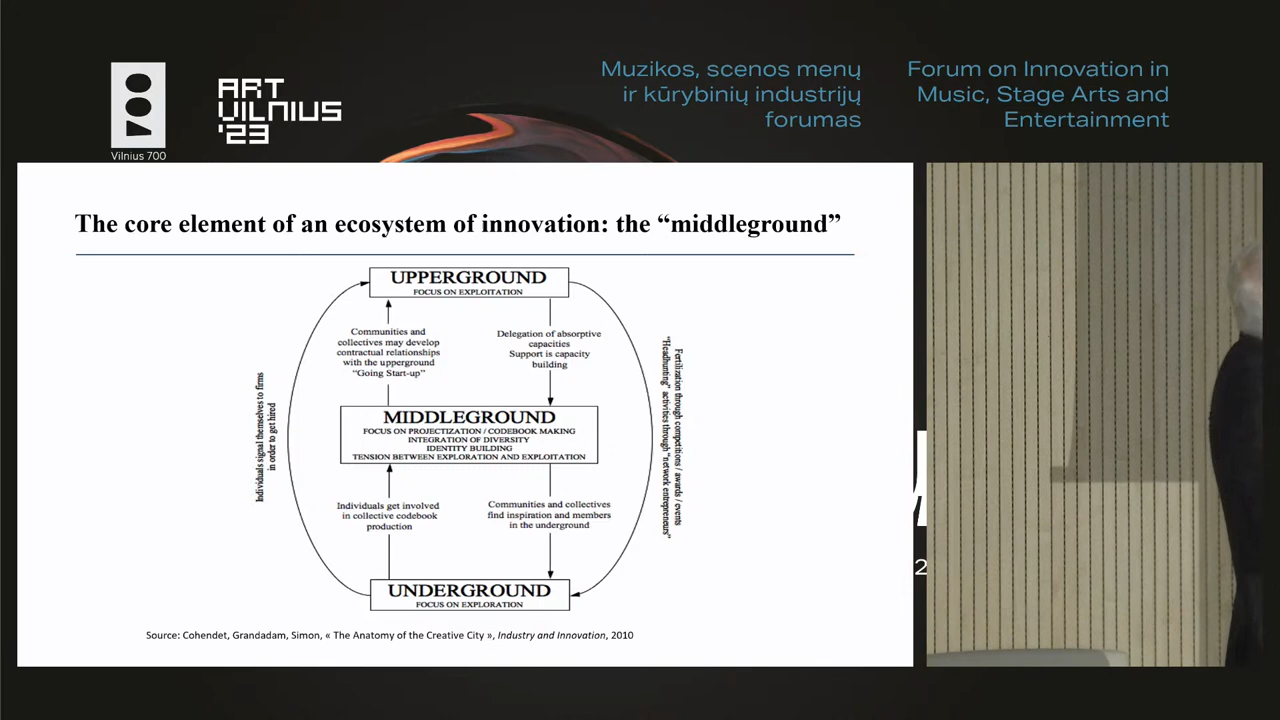 ART
VILNIUS
'23
Vilnius 700
Muzikos, scenos menų
ir kūrybinių industrijų
forumas
Forum on Innovation in
Music, Stage Arts and
Entertainment
The core element of an ecosystem of innovation: the “middleground”
UPPERGROUND
FOCUS ON EXPLOITATION
Communities and
collectives may develop
contractual relationships
with the upperground
“Going Start-up”
Delegation of absorptive
capacities
Support is capacity
building
Individuals signal themselves to firms
in order to get hired
Fertilization through competitions / awards / events
"Headhunting" activities through "network entrepreneurs"
MIDDLEGROUND
FOCUS ON PROJECTIZATION / CODEBOOK MAKING
INTEGRATION OF DIVERSITY
IDENTITY BUILDING
TENSION BETWEEN EXPLORATION AND EXPLOITATION
Individuals get involved
in collective codebook
production
Communities and collectives
find inspiration and members
in the underground
UNDERGROUND
FOCUS ON EXPLORATION
Source: Cohendet, Grandadam, Simon, « The Anatomy of the Creative City », Industry and Innovation, 2010
2